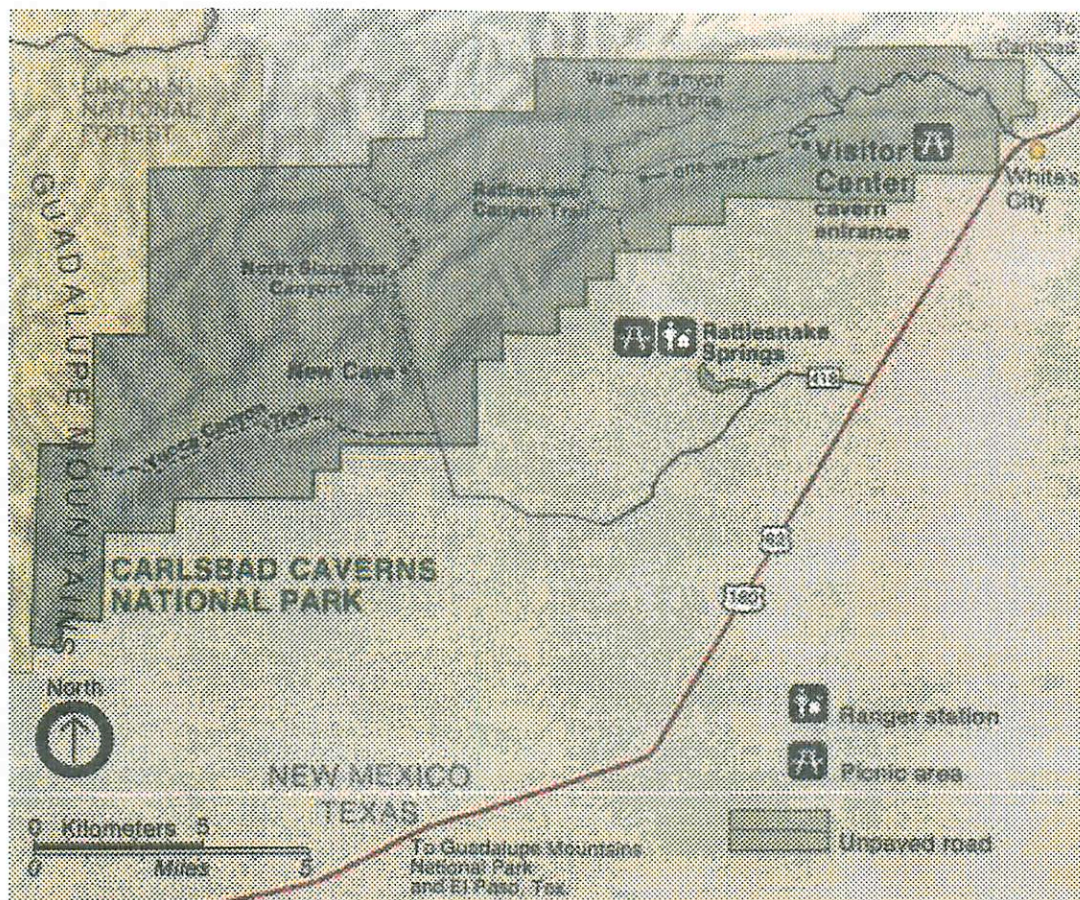 To
Carlsbad
LINCOLN
NATIONAL
FOREST
Walnut Canyon
Desert Drive
one-way
Visitor
Center
cavern
entrance
White's
City
Rattlesnake
Canyon Trail
GUADALUPE MOUNTAINS
North Slaughter
Canyon Trail
Rattlesnake
Springs
418
New Cave
Yucca Canyon Trail
62
180
CARLSBAD CAVERNS
NATIONAL PARK
North
Ranger station
Picnic area
NEW MEXICO
TEXAS
0 Kilometers 5
0 Miles 5
To Guadalupe Mountains
National Park
and El Paso, Tex.
Unpaved road